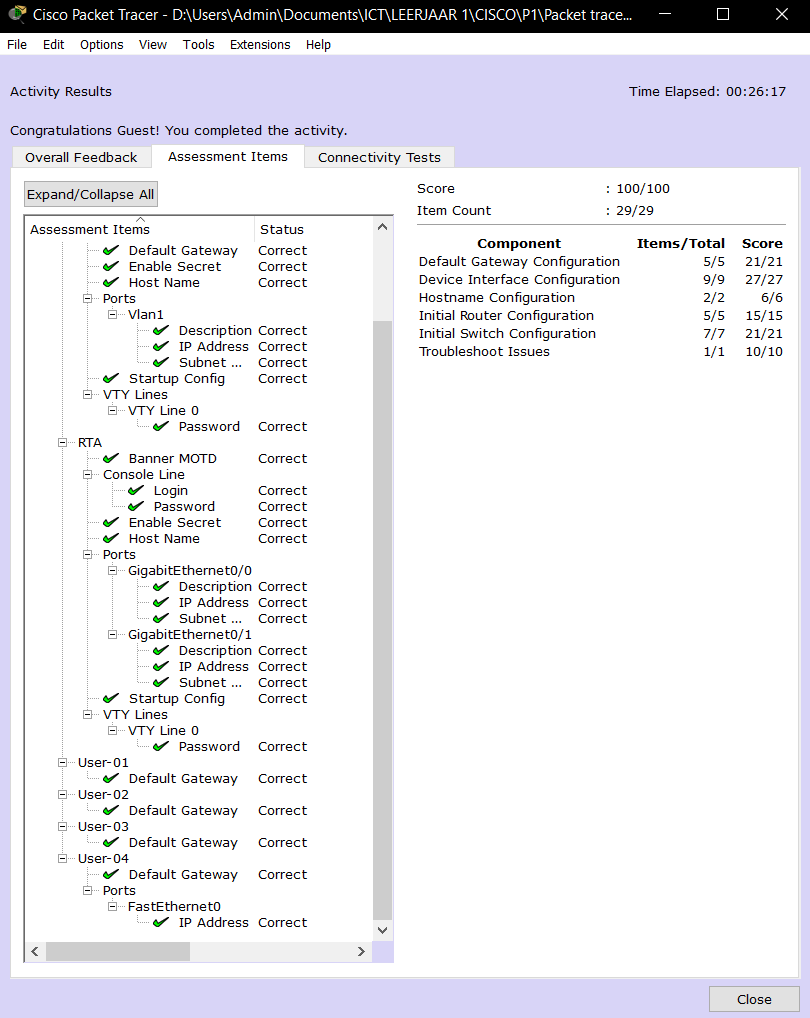 Cisco Packet Tracer - D:\Users\Admin\Documents\ICT\LEERJAAR 1\CISCO\P1\Packet trace...
File Edit Options View Tools Extensions Help
Activity Results
Time Elapsed: 00:26:17
Congratulations Guest! You completed the activity.
Overall Feedback Assessment Items Connectivity Tests
Expand/Collapse All
Assessment Items Status
Default Gateway Correct
Enable Secret Correct
Host Name Correct
Ports
Vlan1
Description Correct
IP Address Correct
Subnet ... Correct
Startup Config Correct
VTY Lines
VTY Line 0
Password Correct
RTA
Banner MOTD Correct
Console Line
Login Correct
Password Correct
Enable Secret Correct
Host Name Correct
Ports
GigabitEthernet0/0
Description Correct
IP Address Correct
Subnet ... Correct
GigabitEthernet0/1
Description Correct
IP Address Correct
Subnet ... Correct
Startup Config Correct
VTY Lines
VTY Line 0
Password Correct
User-01
Default Gateway Correct
User-02
Default Gateway Correct
User-03
Default Gateway Correct
User-04
Default Gateway Correct
Ports
FastEthernet0
IP Address Correct
Score : 100/100
Item Count : 29/29
Component Items/Total Score
Default Gateway Configuration 5/5 21/21
Device Interface Configuration 9/9 27/27
Hostname Configuration 2/2 6/6
Initial Router Configuration 5/5 15/15
Initial Switch Configuration 7/7 21/21
Troubleshoot Issues 1/1 10/10
Close